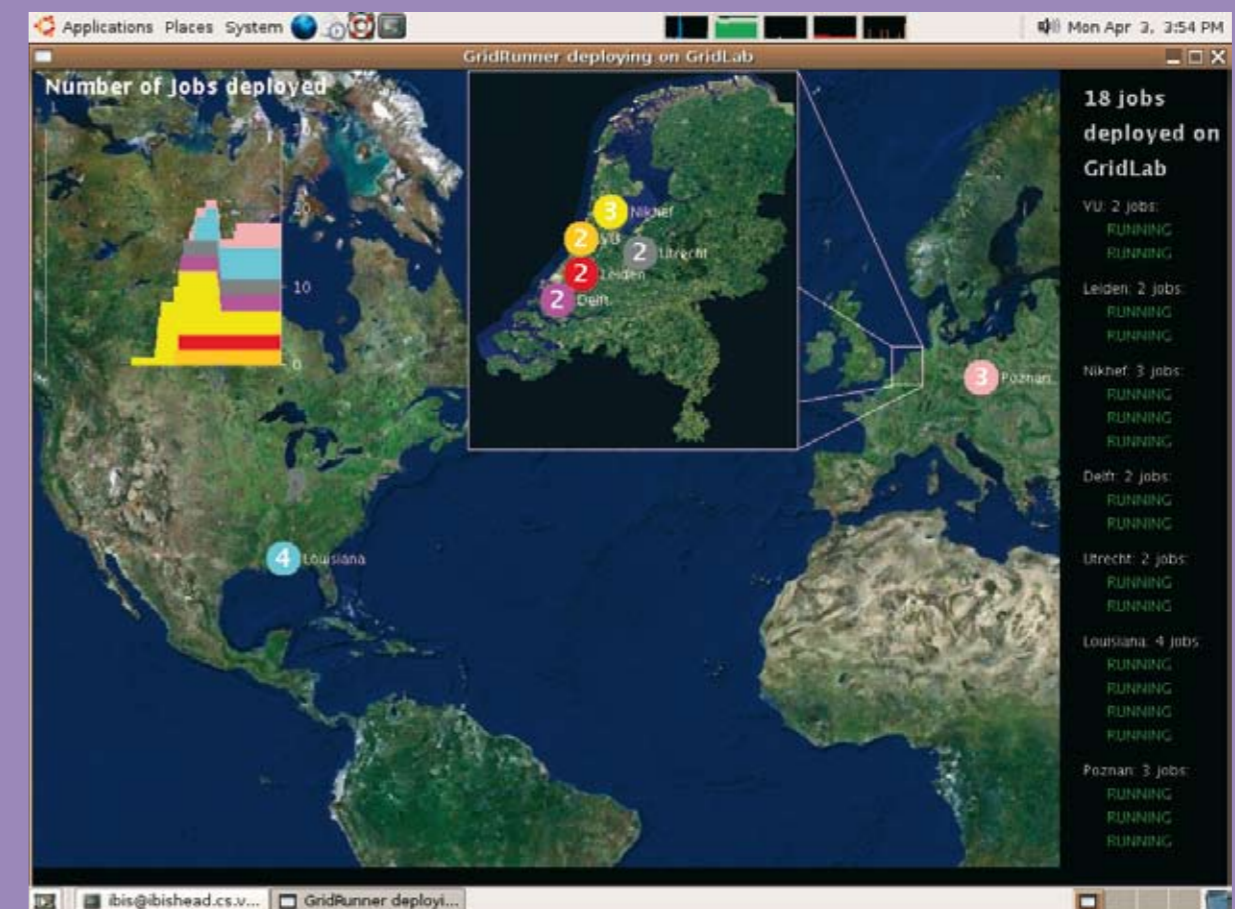 Applications Places System
Mon Apr 3, 3:54 PM
GridRunner deploying on GridLab
Number of Jobs deployed
20
10
0
3 Nikhef
2 VU
2 Utrecht
2 Leiden
2 Delft
3 Poznan
4 Louisiana
18 jobs
deployed on
GridLab
VU: 2 jobs:
RUNNING
RUNNING
Leiden: 2 jobs:
RUNNING
RUNNING
Nikhef: 3 jobs:
RUNNING
RUNNING
RUNNING
Delft: 2 jobs:
RUNNING
RUNNING
Utrecht: 2 jobs:
RUNNING
RUNNING
Louisiana: 4 jobs:
RUNNING
RUNNING
RUNNING
RUNNING
Poznan: 3 jobs:
RUNNING
RUNNING
RUNNING
ibis@ibishead.cs.v...
GridRunner deployi...